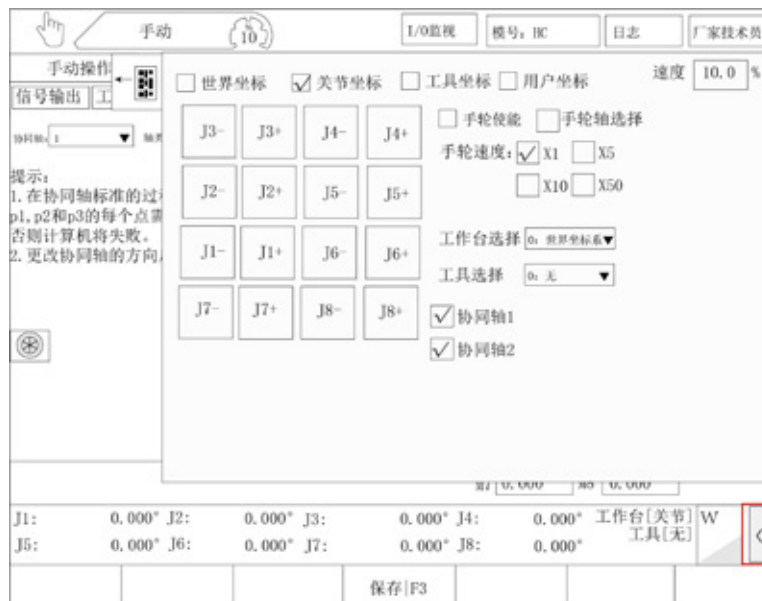 手动
10
I/O监视
模号: HC
日志
厂家技术员
手动操作
信号输出
工
世界坐标
关节坐标
工具坐标
用户坐标
速度 10.0 %
协同轴: 1
J3- J3+ J4- J4+
手轮使能 手轮轴选择
手轮速度: X1 X5
X10 X50
提示:
1. 在协同轴标准的过
p1,p2和p3的每个点需
否则计算机将失败。
2. 更改协同轴的方向
J2- J2+ J5- J5+
J1- J1+ J6- J6+
工作台选择 0: 世界坐标系
工具选择 0: 无
J7- J7+ J8- J8+
协同轴1
协同轴2
J1: 0.000° J2: 0.000° J3: 0.000° J4: 0.000° 工作台[关节] W
J5: 0.000° J6: 0.000° J7: 0.000° J8: 0.000° 工具[无]
保存|F3